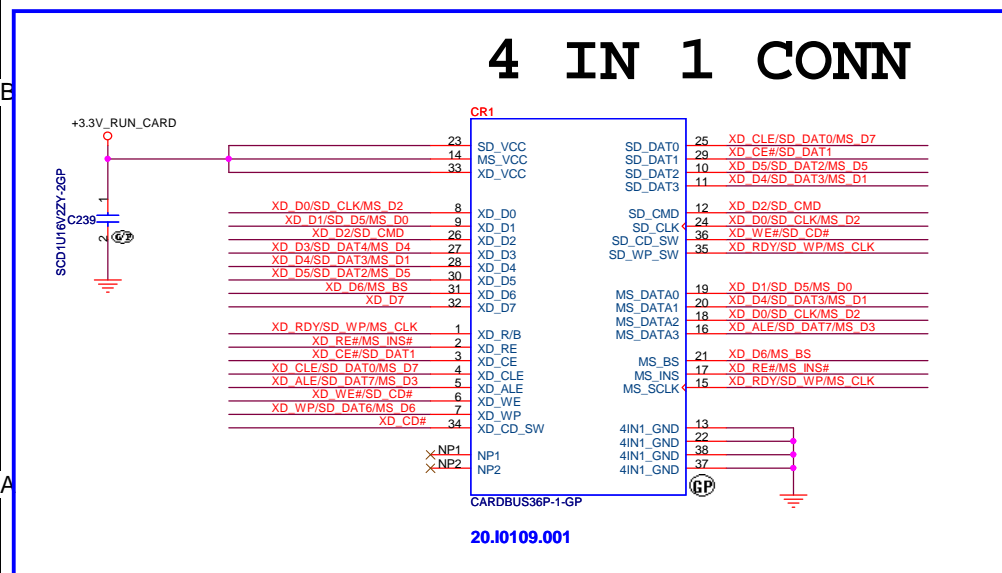 4 IN 1 CONN
B
CR1
+3.3V_RUN_CARD
23 SD_VCC SD_DAT0 25 XD_CLE/SD_DAT0/MS_D7
14 MS_VCC SD_DAT1 29 XD_CE#/SD_DAT1
33 XD_VCC SD_DAT2 10 XD_D5/SD_DAT2/MS_D5
SD_DAT3 11 XD_D4/SD_DAT3/MS_D1
SCD1U16V2ZY-2GP
1
C239
2 G/P
XD_D0/SD_CLK/MS_D2 8 XD_D0 SD_CMD 12 XD_D2/SD_CMD
XD_D1/SD_D5/MS_D0 9 XD_D1 SD_CLK 24 XD_D0/SD_CLK/MS_D2
XD_D2/SD_CMD 26 XD_D2 SD_CD_SW 36 XD_WE#/SD_CD#
XD_D3/SD_DAT4/MS_D4 27 XD_D3 SD_WP_SW 35 XD_RDY/SD_WP/MS_CLK
XD_D4/SD_DAT3/MS_D1 28 XD_D4
XD_D5/SD_DAT2/MS_D5 30 XD_D5
XD_D6/MS_BS 31 XD_D6 MS_DATA0 19 XD_D1/SD_D5/MS_D0
XD_D7 32 XD_D7 MS_DATA1 20 XD_D4/SD_DAT3/MS_D1
MS_DATA2 18 XD_D0/SD_CLK/MS_D2
XD_RDY/SD_WP/MS_CLK 1 XD_R/B MS_DATA3 16 XD_ALE/SD_DAT7/MS_D3
XD_RE#/MS_INS# 2 XD_RE
XD_CE#/SD_DAT1 3 XD_CE MS_BS 21 XD_D6/MS_BS
XD_CLE/SD_DAT0/MS_D7 4 XD_CLE MS_INS 17 XD_RE#/MS_INS#
XD_ALE/SD_DAT7/MS_D3 5 XD_ALE MS_SCLK 15 XD_RDY/SD_WP/MS_CLK
XD_WE#/SD_CD# 6 XD_WE
XD_WP/SD_DAT6/MS_D6 7 XD_WP
XD_CD# 34 XD_CD_SW 4IN1_GND 13
4IN1_GND 22
NP1 NP1 4IN1_GND 38
NP2 NP2 4IN1_GND 37
A
GP
CARDBUS36P-1-GP
20.I0109.001